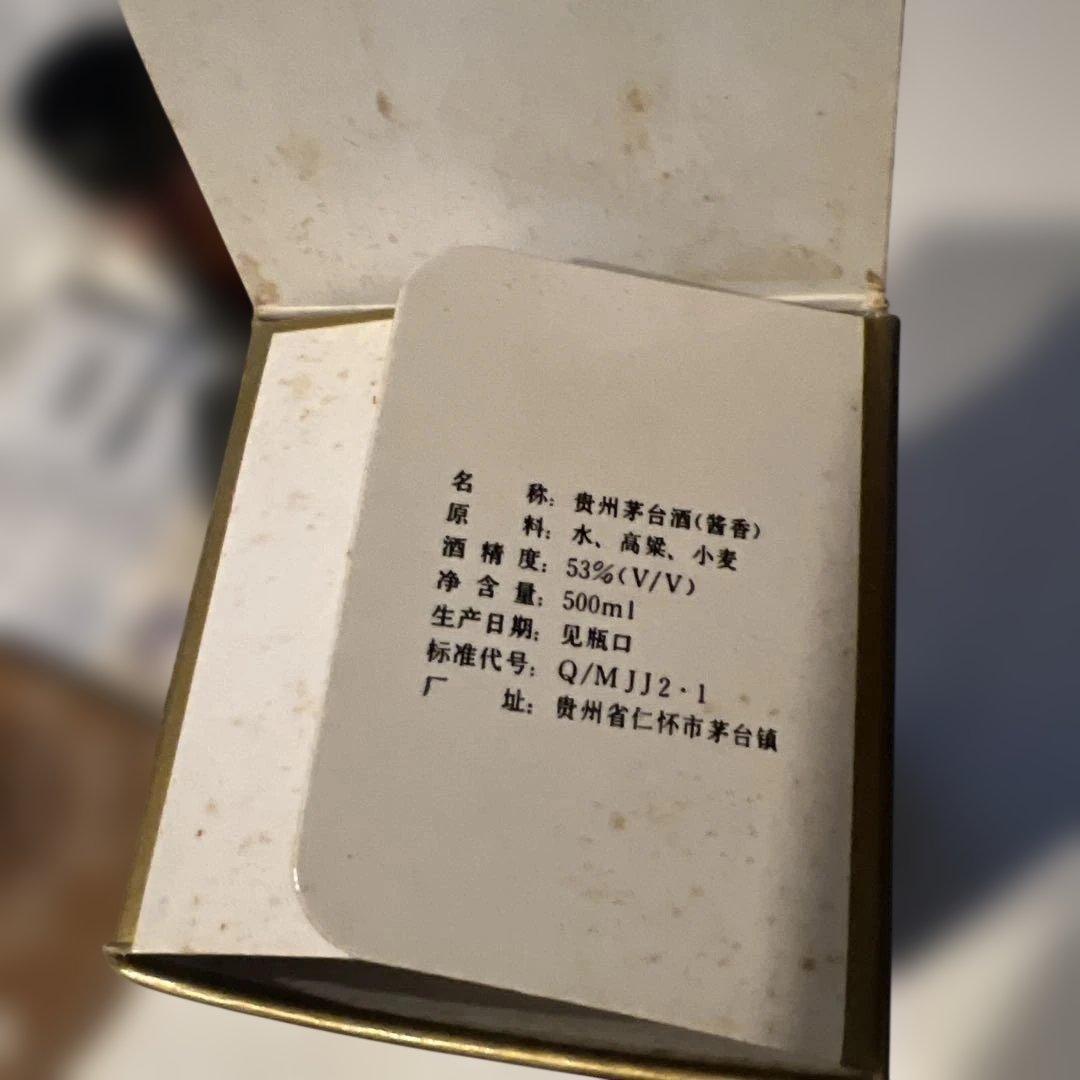 名称：贵州茅台酒（酱香）
原料：水、高粱、小麦
酒精度：53%(V/V)
净含量：500ml
生产日期：见瓶口
标准代号：Q/MJJ2·1
厂址：贵州省仁怀市茅台镇